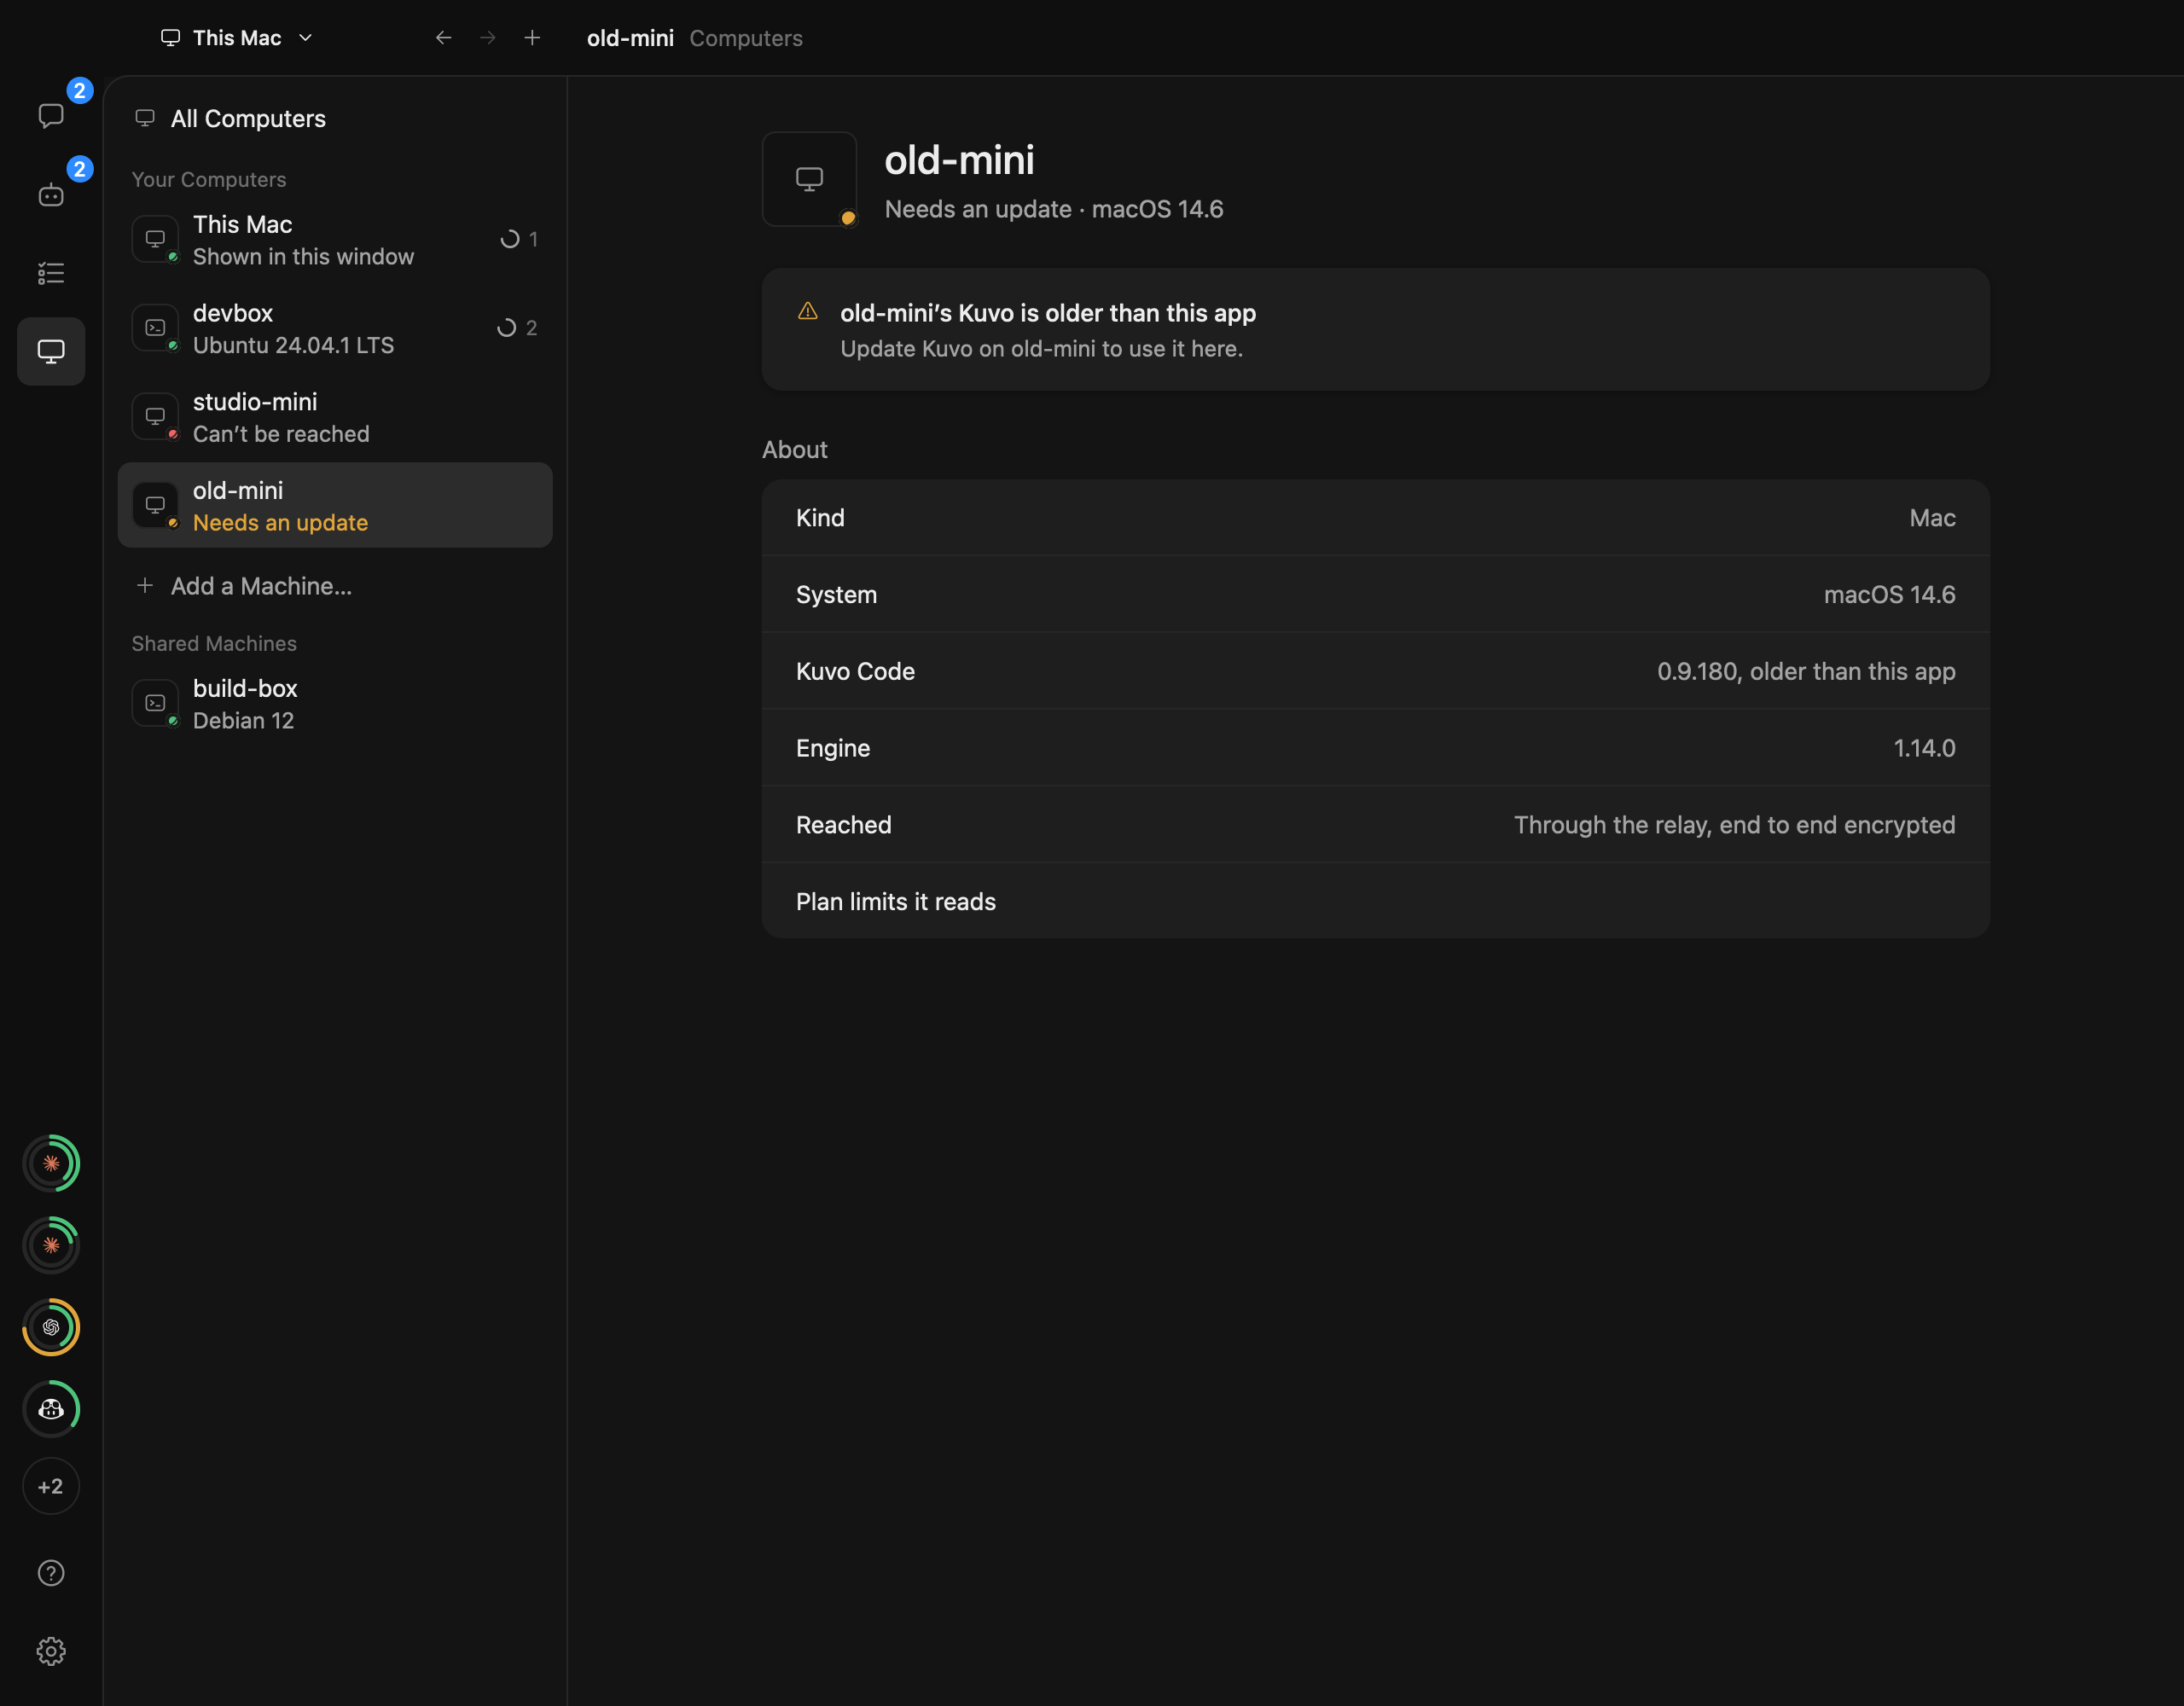 This Mac
old-mini Computers
2
2
All Computers
Your Computers
This Mac
Shown in this window
1
devbox
Ubuntu 24.04.1 LTS
2
studio-mini
Can’t be reached
old-mini
Needs an update
Add a Machine...
Shared Machines
build-box
Debian 12
+2
old-mini
Needs an update · macOS 14.6
old-mini’s Kuvo is older than this app
Update Kuvo on old-mini to use it here.
About
Kind Mac
System macOS 14.6
Kuvo Code 0.9.180, older than this app
Engine 1.14.0
Reached Through the relay, end to end encrypted
Plan limits it reads